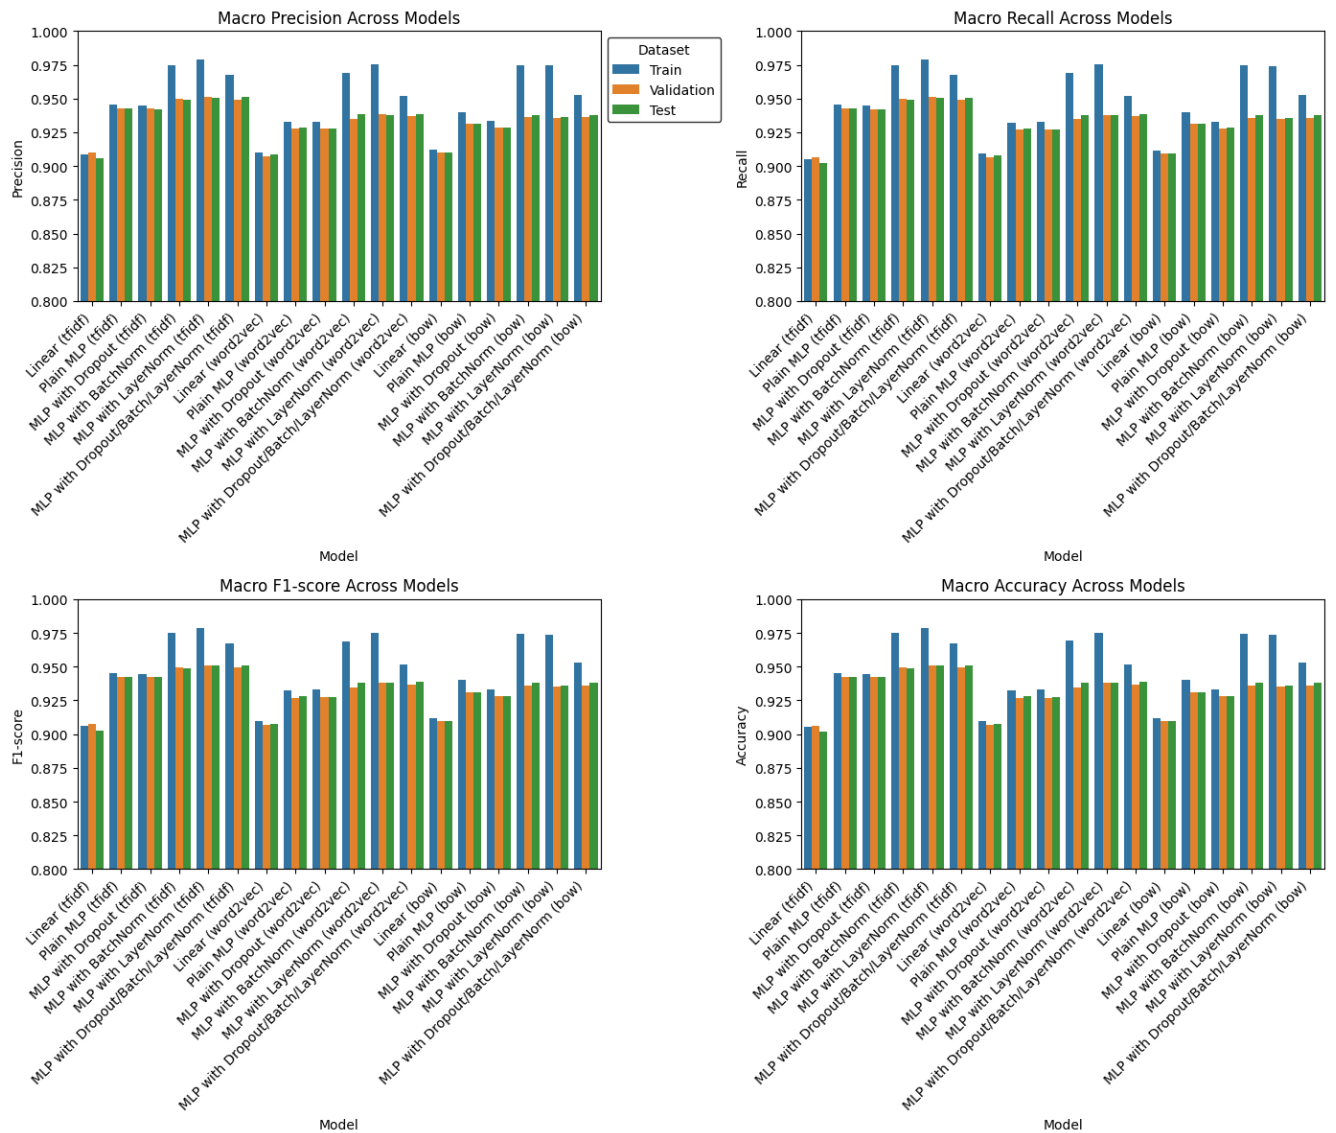 Macro Precision Across Models
1.000
0.975
0.950
0.925
0.900
0.875
0.850
0.825
0.800
Precision
Linear (tfidf)
Plain MLP (tfidf)
MLP with Dropout (tfidf)
MLP with BatchNorm (tfidf)
MLP with LayerNorm (tfidf)
MLP with Dropout/Batch/LayerNorm (tfidf)
Linear (word2vec)
Plain MLP (word2vec)
MLP with Dropout (word2vec)
MLP with BatchNorm (word2vec)
MLP with LayerNorm (word2vec)
MLP with Dropout/Batch/LayerNorm (word2vec)
Linear (bow)
Plain MLP (bow)
MLP with Dropout (bow)
MLP with BatchNorm (bow)
MLP with LayerNorm (bow)
MLP with Dropout/Batch/LayerNorm (bow)
Model
Dataset
Train
Validation
Test
Macro Recall Across Models
1.000
0.975
0.950
0.925
0.900
0.875
0.850
0.825
0.800
Recall
Linear (tfidf)
Plain MLP (tfidf)
MLP with Dropout (tfidf)
MLP with BatchNorm (tfidf)
MLP with LayerNorm (tfidf)
MLP with Dropout/Batch/LayerNorm (tfidf)
Linear (word2vec)
Plain MLP (word2vec)
MLP with Dropout (word2vec)
MLP with BatchNorm (word2vec)
MLP with LayerNorm (word2vec)
MLP with Dropout/Batch/LayerNorm (word2vec)
Linear (bow)
Plain MLP (bow)
MLP with Dropout (bow)
MLP with BatchNorm (bow)
MLP with LayerNorm (bow)
MLP with Dropout/Batch/LayerNorm (bow)
Model
Macro F1-score Across Models
1.000
0.975
0.950
0.925
0.900
0.875
0.850
0.825
0.800
F1-score
Linear (tfidf)
Plain MLP (tfidf)
MLP with Dropout (tfidf)
MLP with BatchNorm (tfidf)
MLP with LayerNorm (tfidf)
MLP with Dropout/Batch/LayerNorm (tfidf)
Linear (word2vec)
Plain MLP (word2vec)
MLP with Dropout (word2vec)
MLP with BatchNorm (word2vec)
MLP with LayerNorm (word2vec)
MLP with Dropout/Batch/LayerNorm (word2vec)
Linear (bow)
Plain MLP (bow)
MLP with Dropout (bow)
MLP with BatchNorm (bow)
MLP with LayerNorm (bow)
MLP with Dropout/Batch/LayerNorm (bow)
Model
Macro Accuracy Across Models
1.000
0.975
0.950
0.925
0.900
0.875
0.850
0.825
0.800
Accuracy
Linear (tfidf)
Plain MLP (tfidf)
MLP with Dropout (tfidf)
MLP with BatchNorm (tfidf)
MLP with LayerNorm (tfidf)
MLP with Dropout/Batch/LayerNorm (tfidf)
Linear (word2vec)
Plain MLP (word2vec)
MLP with Dropout (word2vec)
MLP with BatchNorm (word2vec)
MLP with LayerNorm (word2vec)
MLP with Dropout/Batch/LayerNorm (word2vec)
Linear (bow)
Plain MLP (bow)
MLP with Dropout (bow)
MLP with BatchNorm (bow)
MLP with LayerNorm (bow)
MLP with Dropout/Batch/LayerNorm (bow)
Model